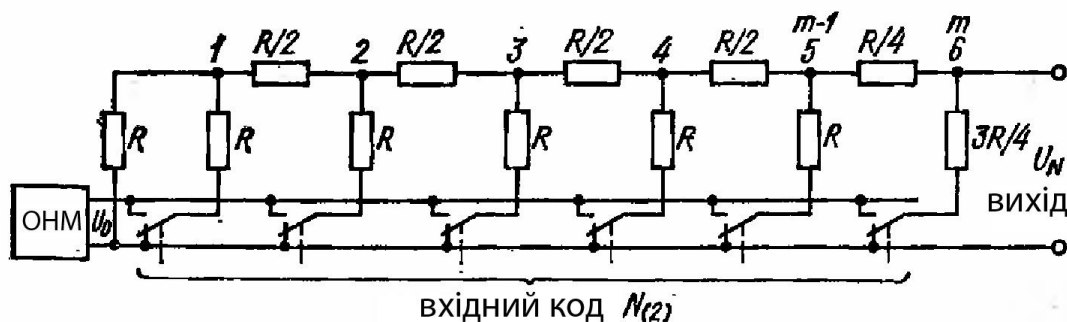 m-1 m
1 R/2 2 R/2 3 R/2 4 R/2 5 R/4 6
R R R R R R 3R/4 U_N
вихід
ОНМ U_0
вхідний код N(2)